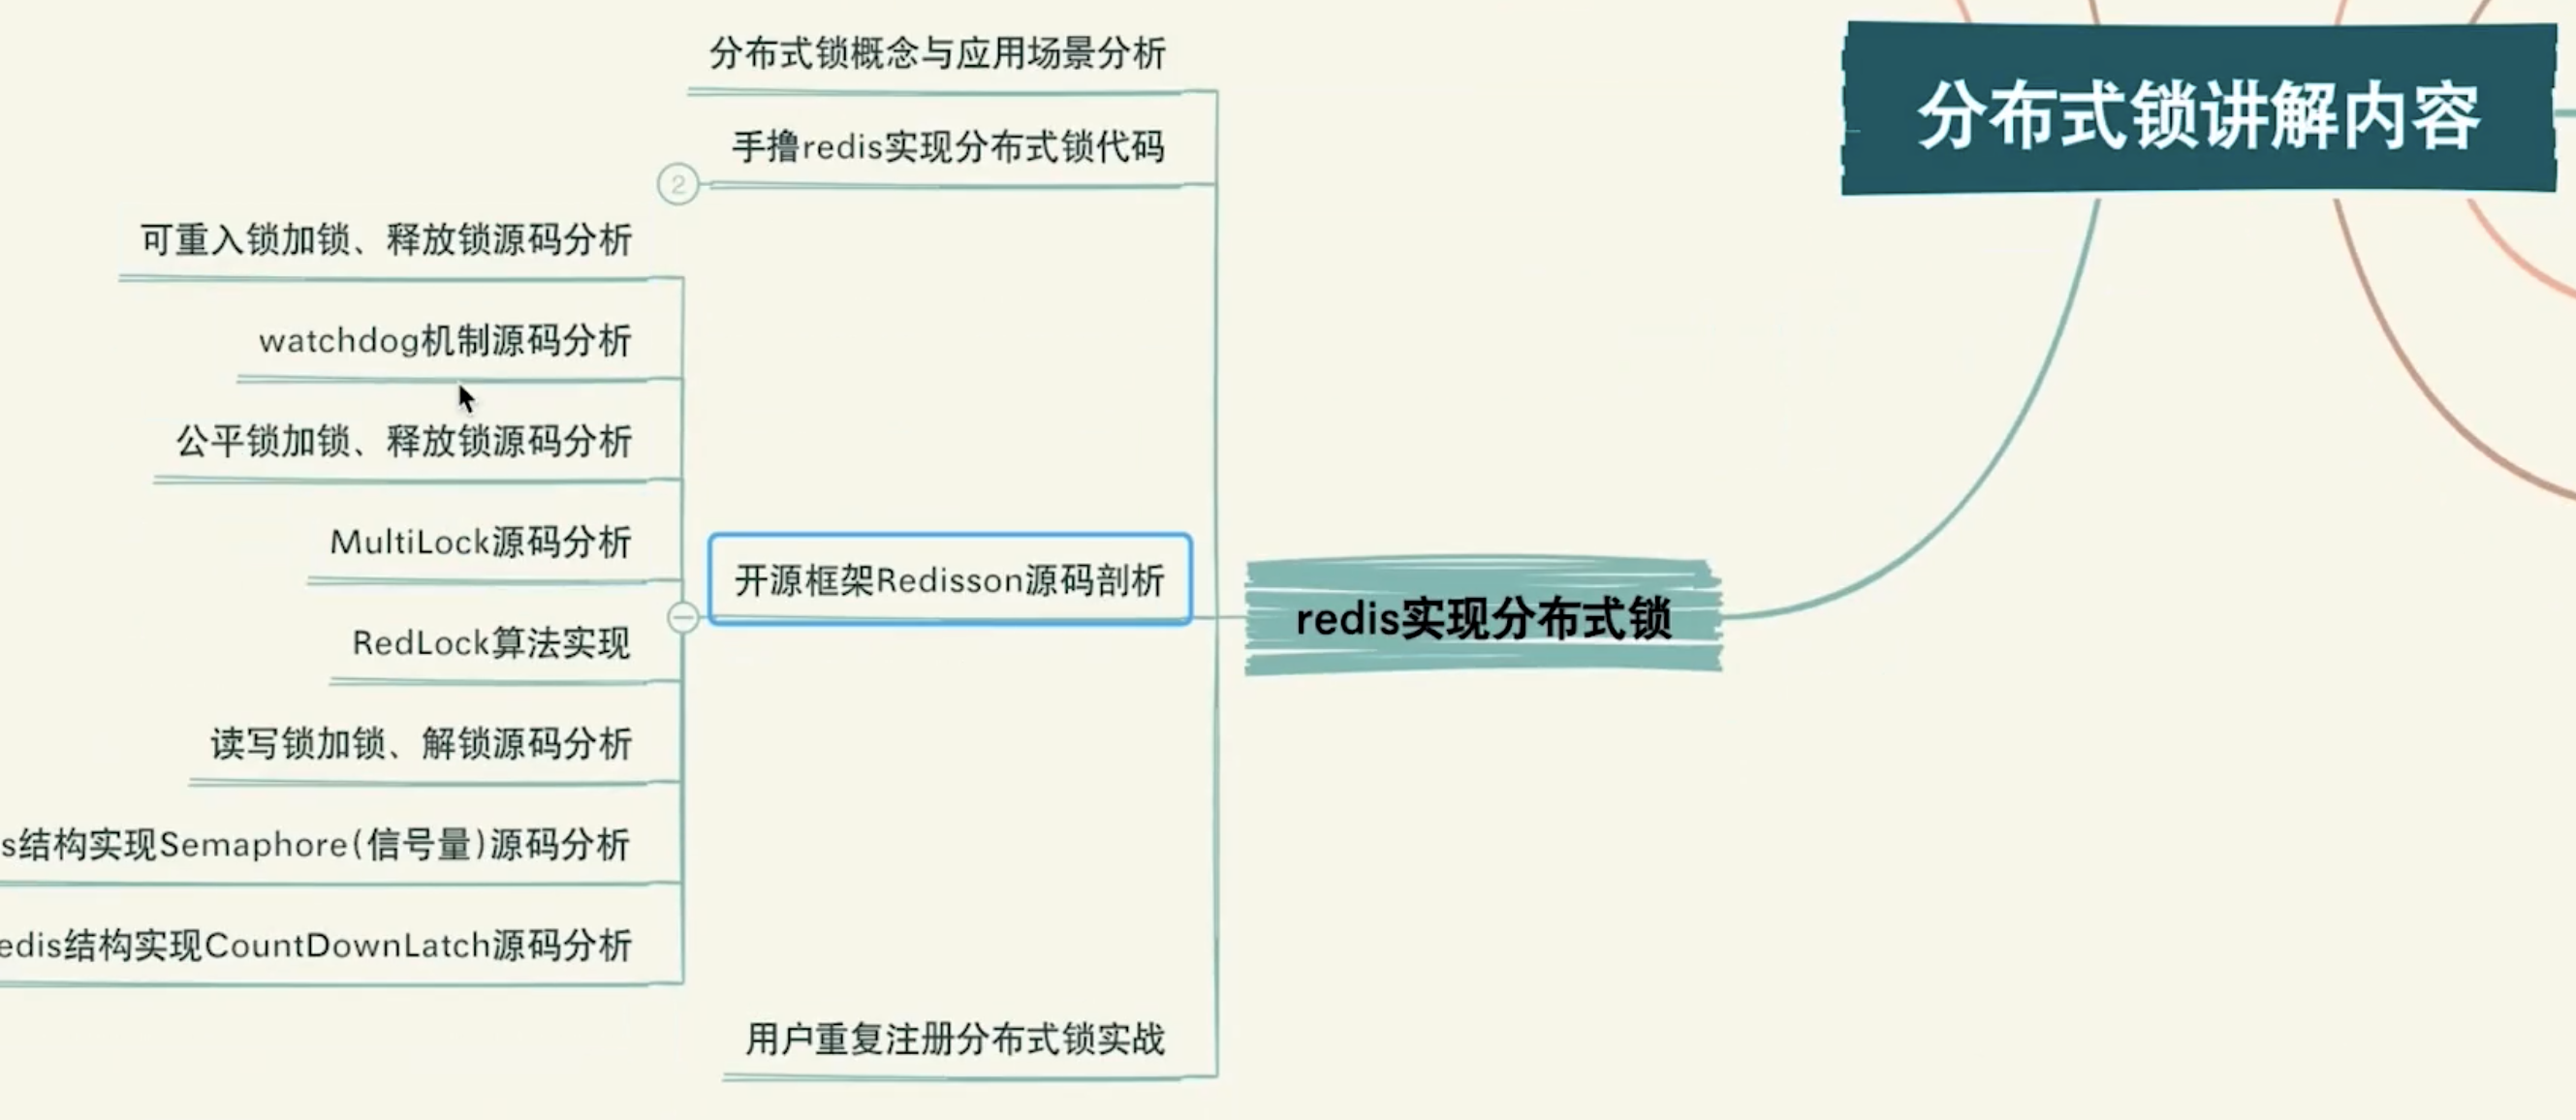 分布式锁讲解内容
redis实现分布式锁
分布式锁概念与应用场景分析
手撸redis实现分布式锁代码
2
开源框架Redisson源码剖析
可重入锁加锁、释放锁源码分析
watchdog机制源码分析
公平锁加锁、释放锁源码分析
MultiLock源码分析
RedLock算法实现
读写锁加锁、解锁源码分析
s结构实现Semaphore(信号量)源码分析
edis结构实现CountDownLatch源码分析
用户重复注册分布式锁实战